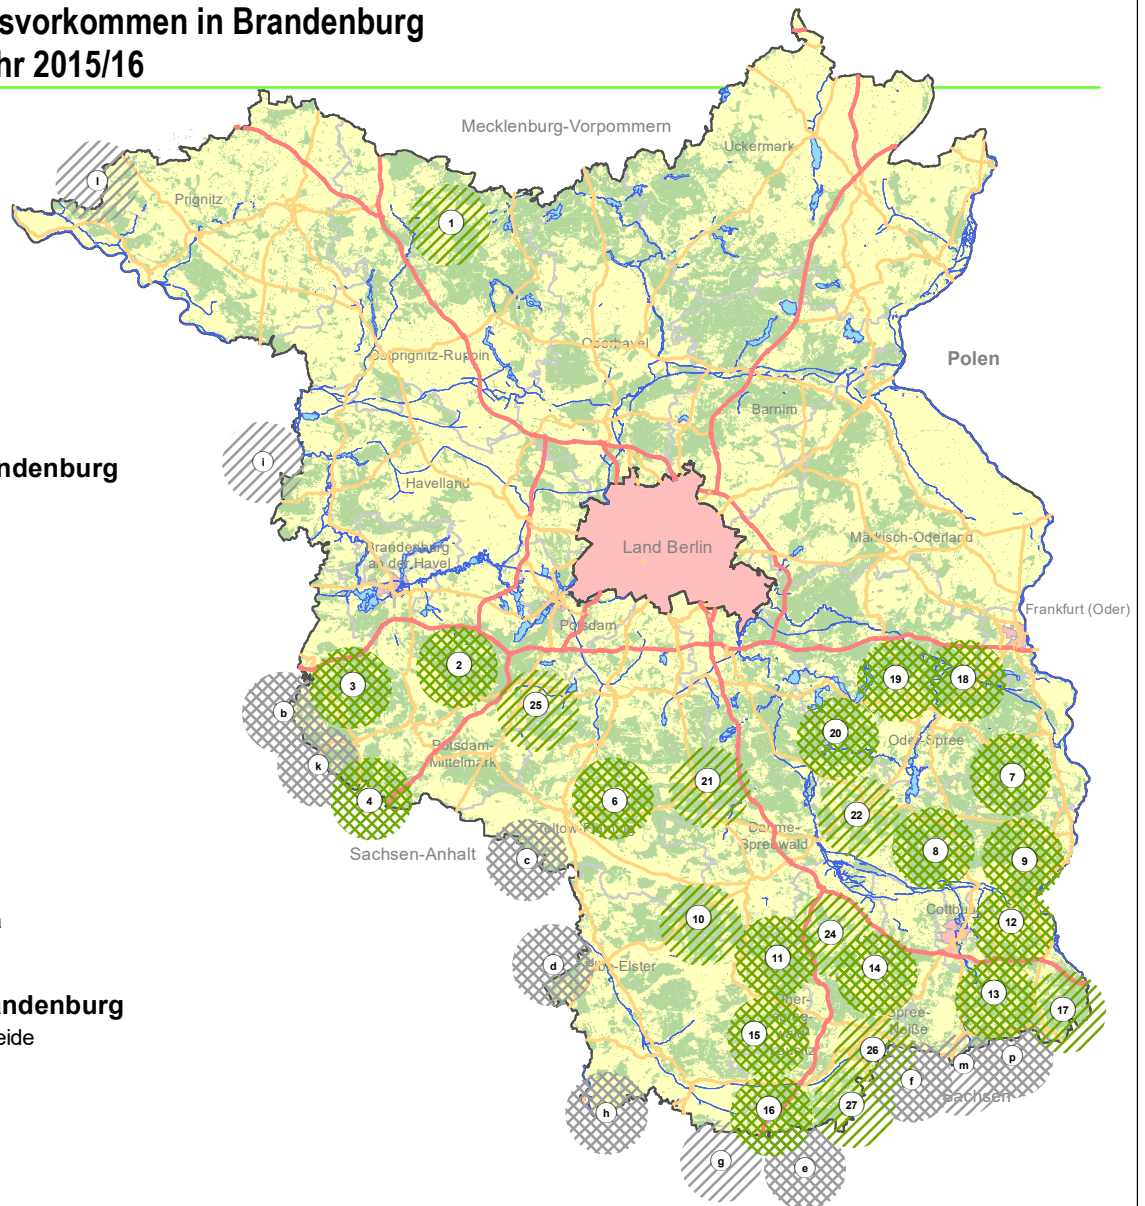 svorkommen in Brandenburg
hr 2015/16
Mecklenburg-Vorpommern
Uckermark
l
Prignitz
1
Ostprignitz-Ruppin
Oberhavel
Polen
Barnim
i
ndenburg
Havelland
Märkisch-Oderland
Land Berlin
Brandenburg
an der Havel
Frankfurt (Oder)
Potsdam
2
3
19
18
25
b
20
Oder-Spree
Potsdam-
Mittelmark
k
21
7
4
6
22
Teltow-Fläming
Dahme-
Spreewald
8
Sachsen-Anhalt
c
9
Cottbus
10
12
24
11
d
Elbe-Elster
14
13
andenburg
Ober-
17
Spree-
Neiße
eide
15
26
p
m
f
Sachsen
27
h
16
g
e